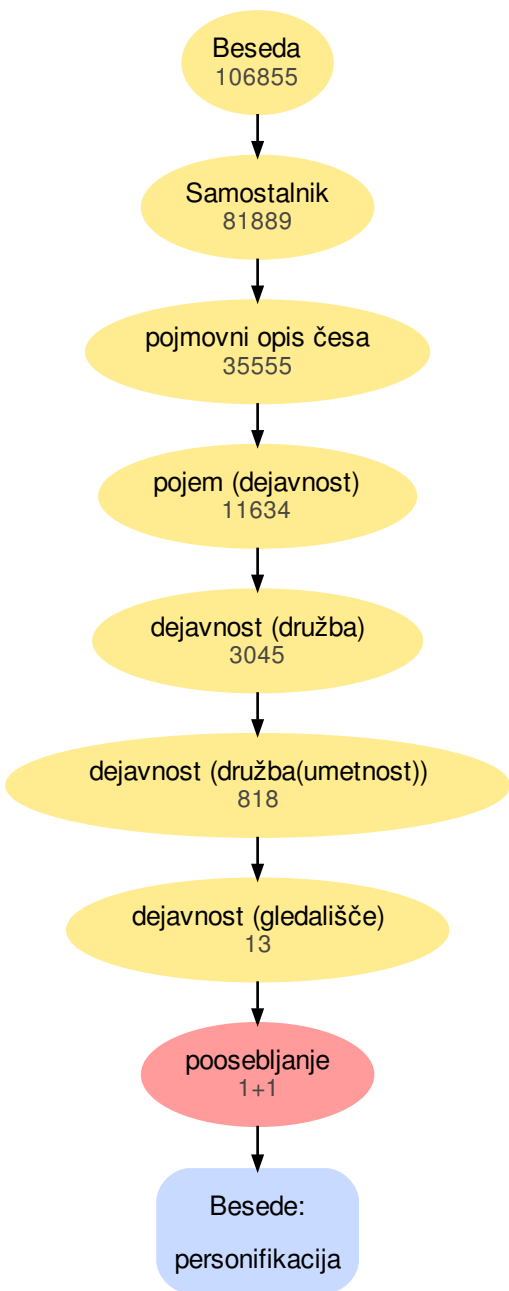 Beseda
106855
Samostalnik
81889
pojmovni opis česa
35555
pojem (dejavnost)
11634
dejavnost (družba)
3045
dejavnost (družba(umetnost))
818
dejavnost (gledališče)
13
poosebljanje
1+1
Besede:
personifikacija